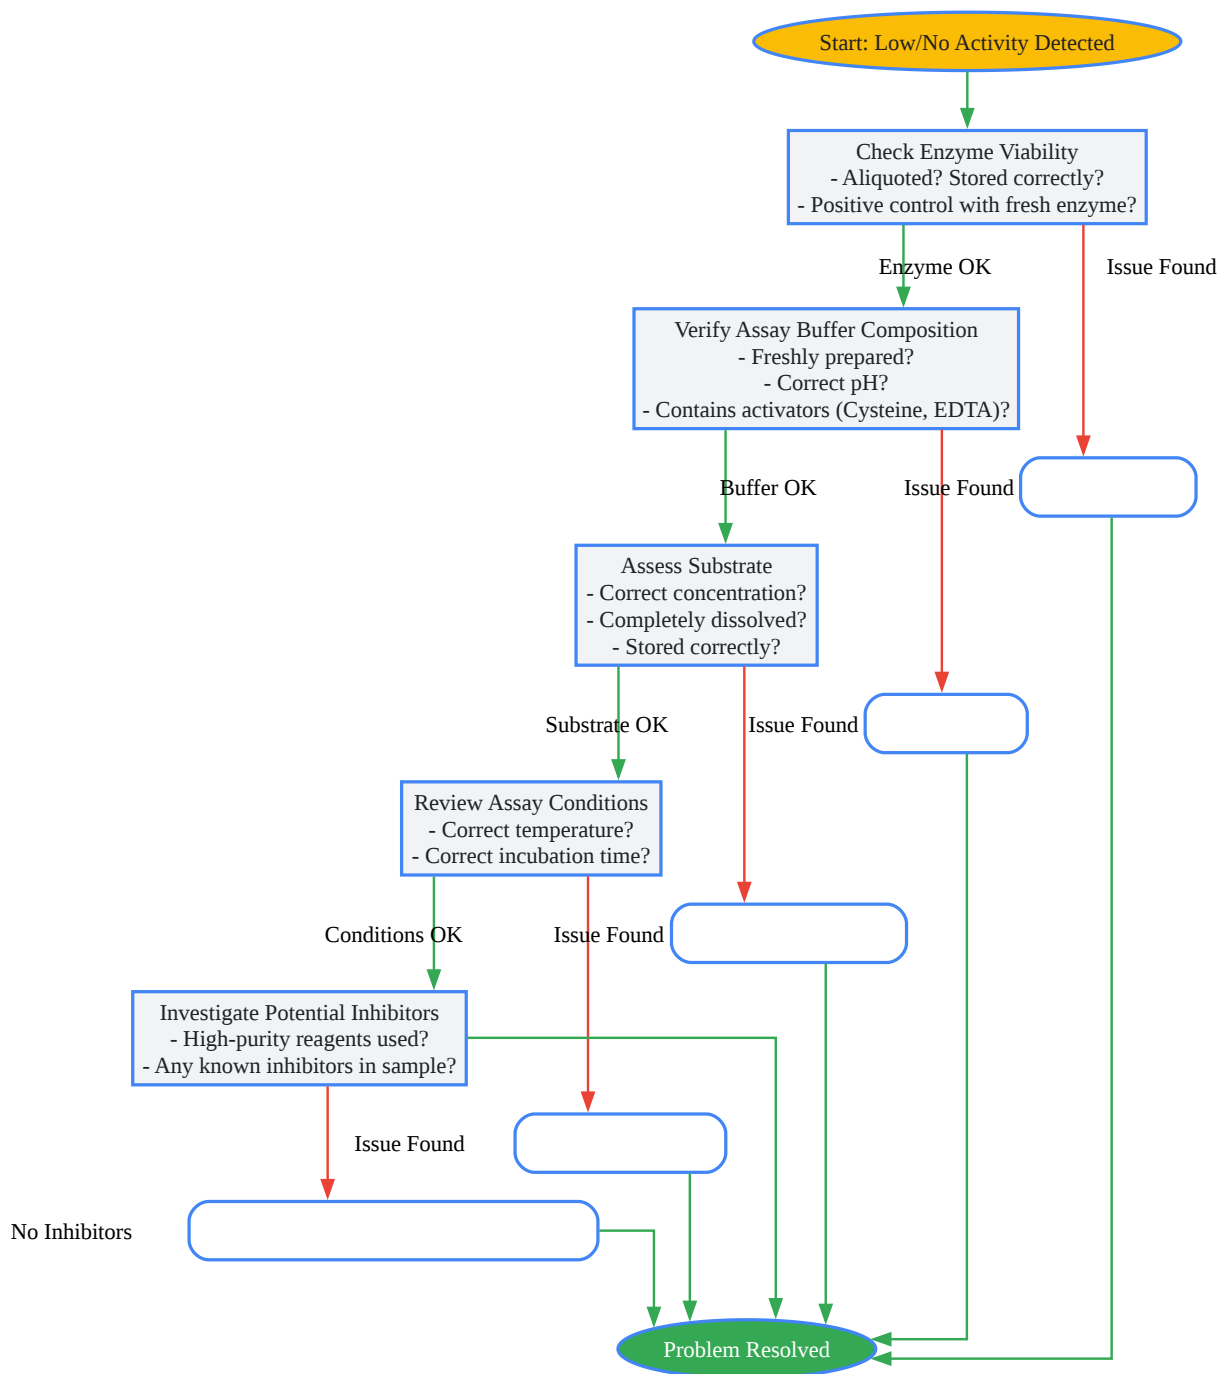 Start: Low/No Activity Detected
Check Enzyme Viability
- Aliquoted? Stored correctly?
- Positive control with fresh enzyme?
Enzyme OK
Issue Found
Verify Assay Buffer Composition
- Freshly prepared?
- Correct pH?
- Contains activators (Cysteine, EDTA)?
Buffer OK
Issue Found
Assess Substrate
- Correct concentration?
- Completely dissolved?
- Stored correctly?
Substrate OK
Issue Found
Review Assay Conditions
- Correct temperature?
- Correct incubation time?
Conditions OK
Issue Found
Investigate Potential Inhibitors
- High-purity reagents used?
- Any known inhibitors in sample?
Issue Found
No Inhibitors
Problem Resolved